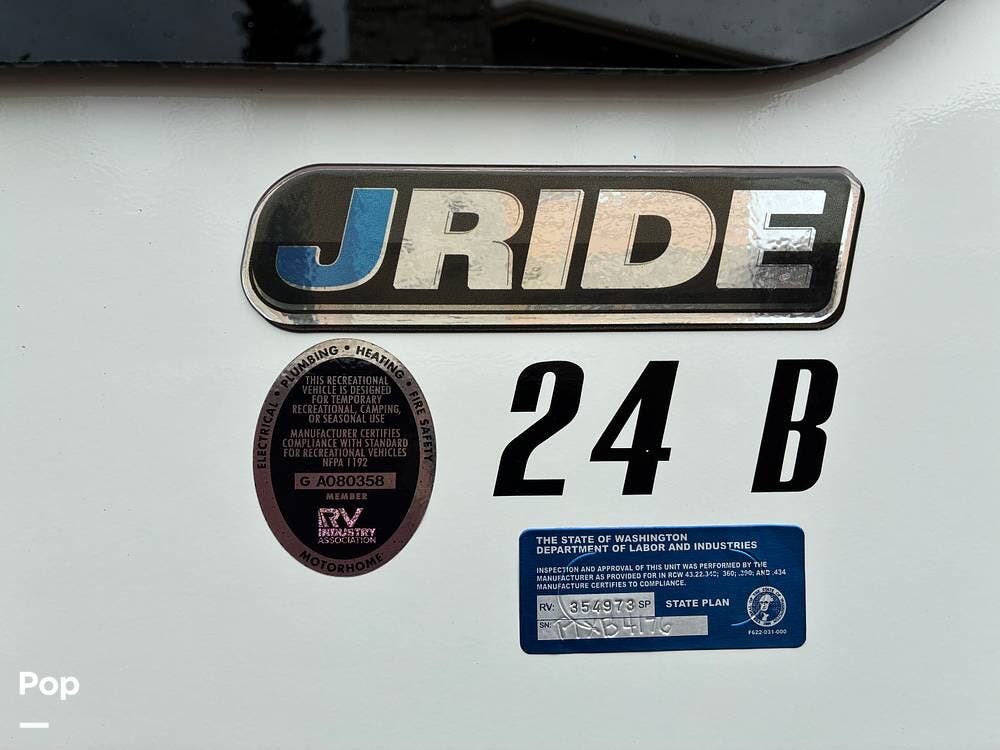 JRIDE
ELECTRICAL • PLUMBING • HEATING • FIRE SAFETY
THIS RECREATIONAL
VEHICLE IS DESIGNED
FOR TEMPORARY
RECREATIONAL, CAMPING,
OR SEASONAL USE
MANUFACTURER CERTIFIES
COMPLIANCE WITH STANDARD
FOR RECREATIONAL VEHICLES
NFPA 1192
G A080358
MEMBER
RV
INDUSTRY
ASSOCIATION
MOTORHOME
24 B
THE STATE OF WASHINGTON
DEPARTMENT OF LABOR AND INDUSTRIES
INSPECTION AND APPROVAL OF THIS UNIT WAS PERFORMED BY THE
MANUFACTURER AS PROVIDED FOR IN RCW 43.22.340; 360; .390; AND .434
MANUFACTURE CERTIFIES TO COMPLIANCE.
RV: 354973 SP STATE PLAN
SN:
F622-031-000
Pop